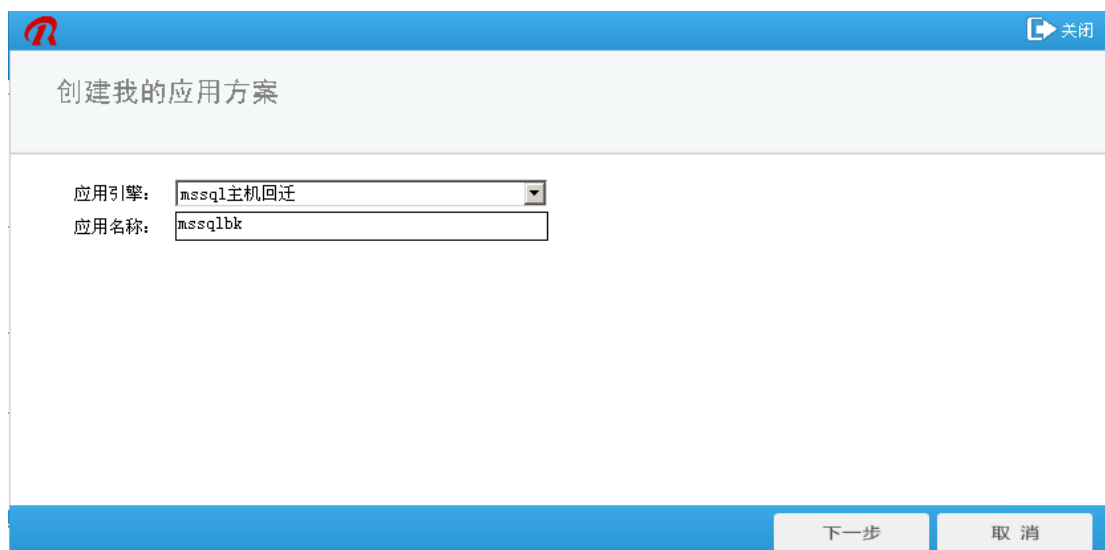 关闭
创建我的应用方案
应用引擎： mssql主机回迁
应用名称： mssqlbk
下一步 取 消